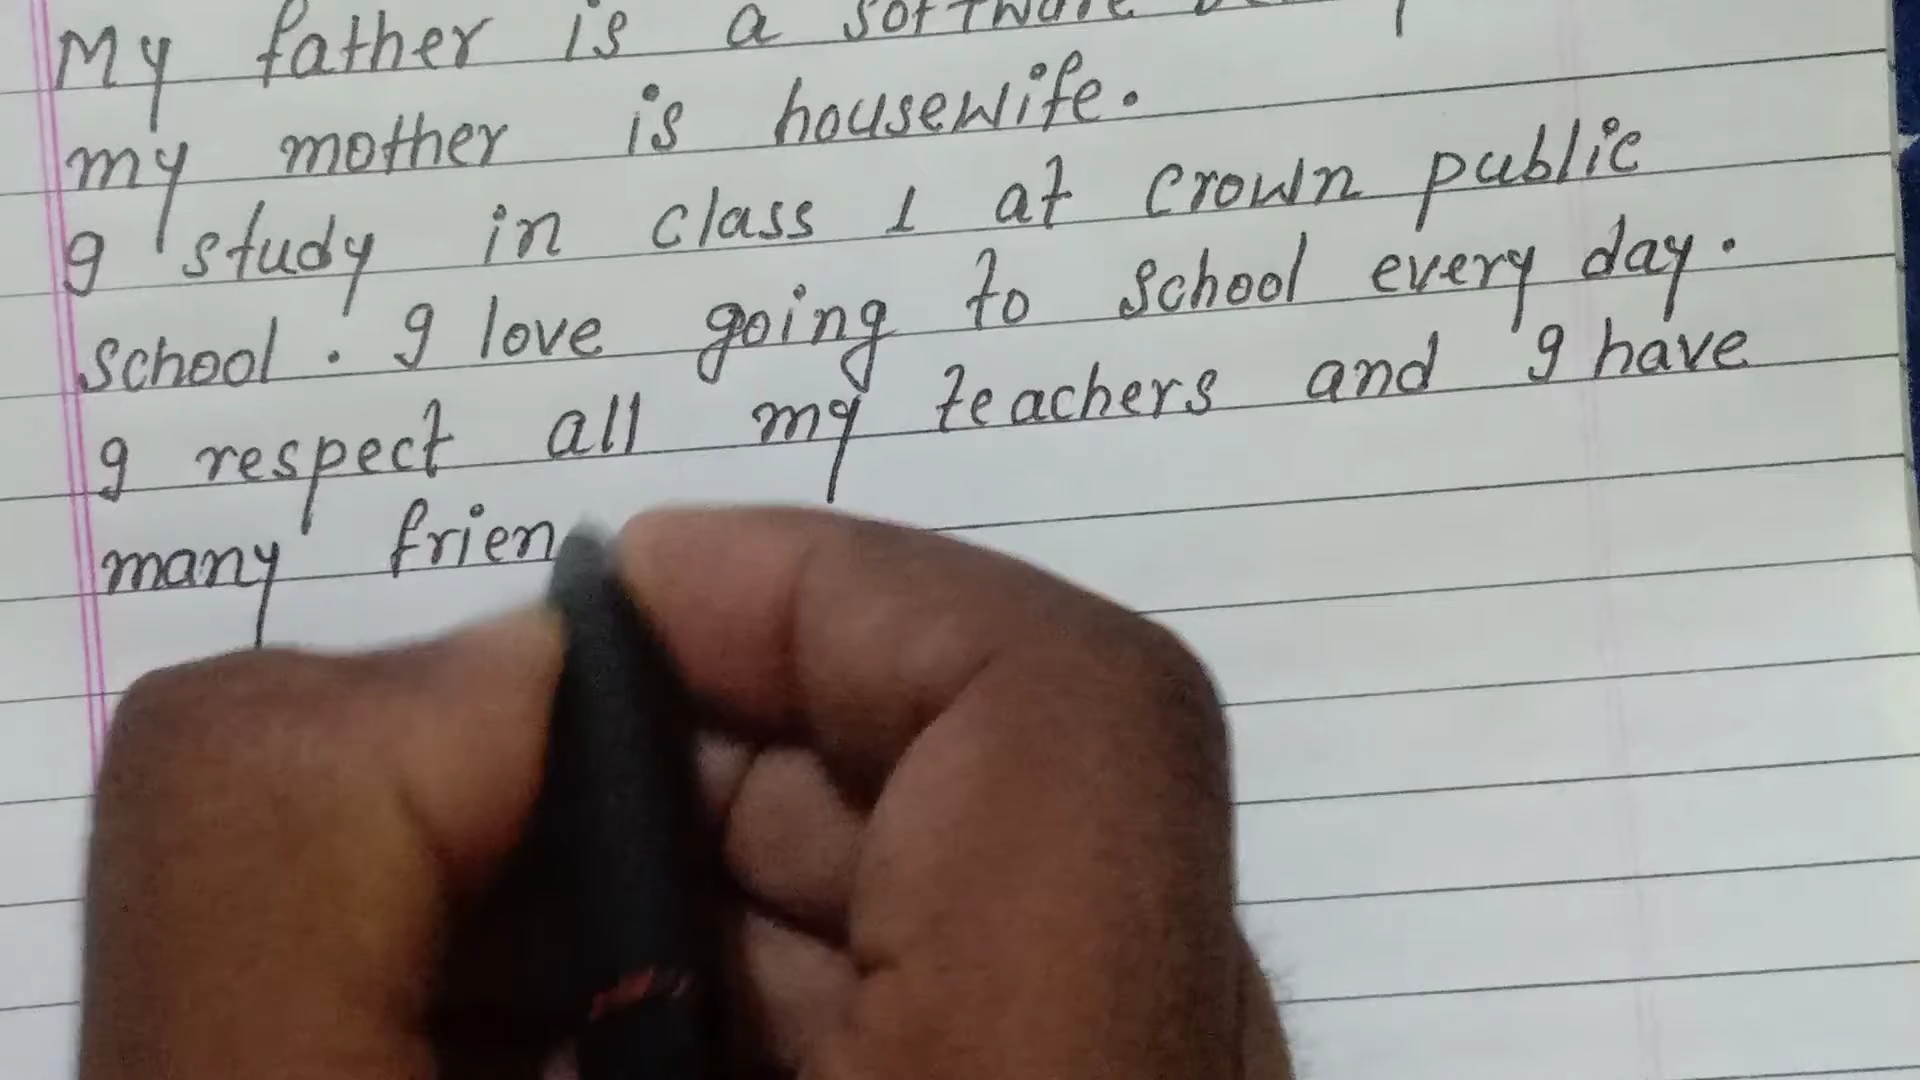 My father is a software
my mother is housewife.
I study in class 1 at crown public
school. I love going to school every day.
I respect all my teachers and I have
many frien